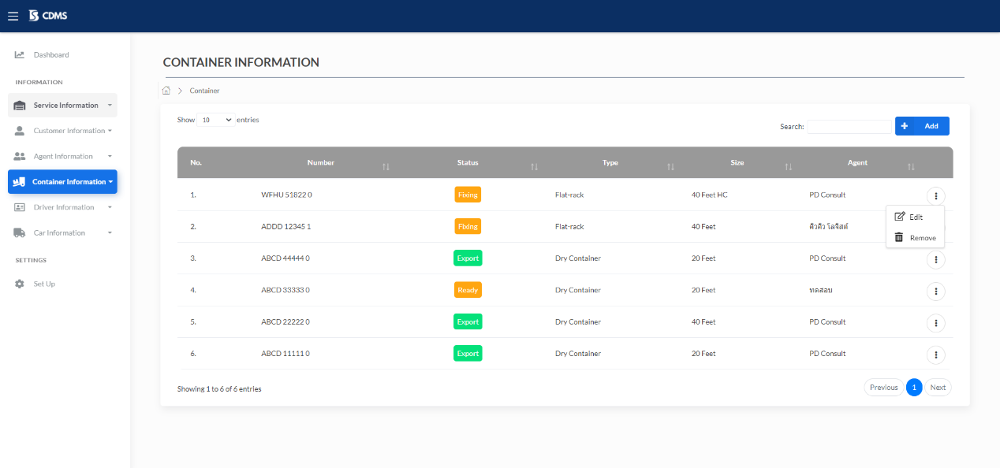 CDMS
Dashboard
INFORMATION
Service Information
Customer Information
Agent Information
Container Information
Driver Information
Car Information
SETTINGS
Set Up
CONTAINER INFORMATION
Container
Show 10 entries
Search:
Add
No. Number Status Type Size Agent
1. WFHU 51822 0 Fixing Flat-rack 40 Feet HC PD Consult
Edit
2. ADDD 12345 1 Fixing Flat-rack 40 Feet คิวคิว โลจิสต์
Remove
3. ABCD 44444 0 Export Dry Container 20 Feet PD Consult
4. ABCD 33333 0 Ready Dry Container 20 Feet ทดสอบ
5. ABCD 22222 0 Export Dry Container 40 Feet PD Consult
6. ABCD 11111 0 Export Dry Container 20 Feet PD Consult
Showing 1 to 6 of 6 entries
Previous 1 Next